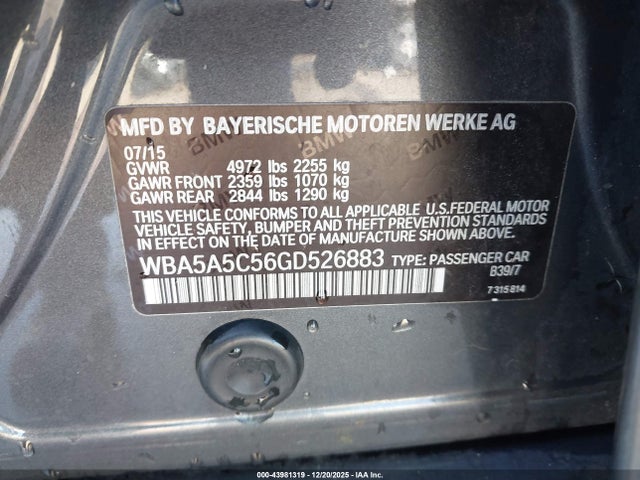 MFD BY BAYERISCHE MOTOREN WERKE AG
07/15
GVWR 4972 lbs 2255 kg
GAWR FRONT 2359 lbs 1070 kg
GAWR REAR 2844 lbs 1290 kg
THIS VEHICLE CONFORMS TO ALL APPLICABLE U.S.FEDERAL MOTOR
VEHICLE SAFETY, BUMPER AND THEFT PREVENTION STANDARDS
IN EFFECT ON THE DATE OF MANUFACTURE SHOWN ABOVE.
WBA5A5C56GD526883 TYPE: PASSENGER CAR
B39/7
7315814
000-43981319 - 12/20/2025 - IAAI.com